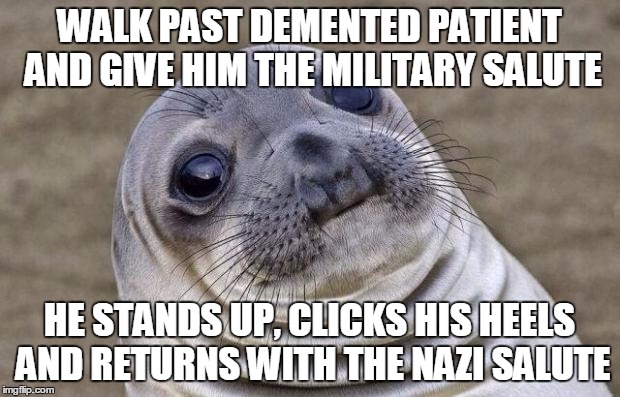 WALK PAST DEMENTED PATIENT
AND GIVE HIM THE MILITARY SALUTE
HE STANDS UP, CLICKS HIS HEELS
AND RETURNS WITH THE NAZI SALUTE
imgflip.com